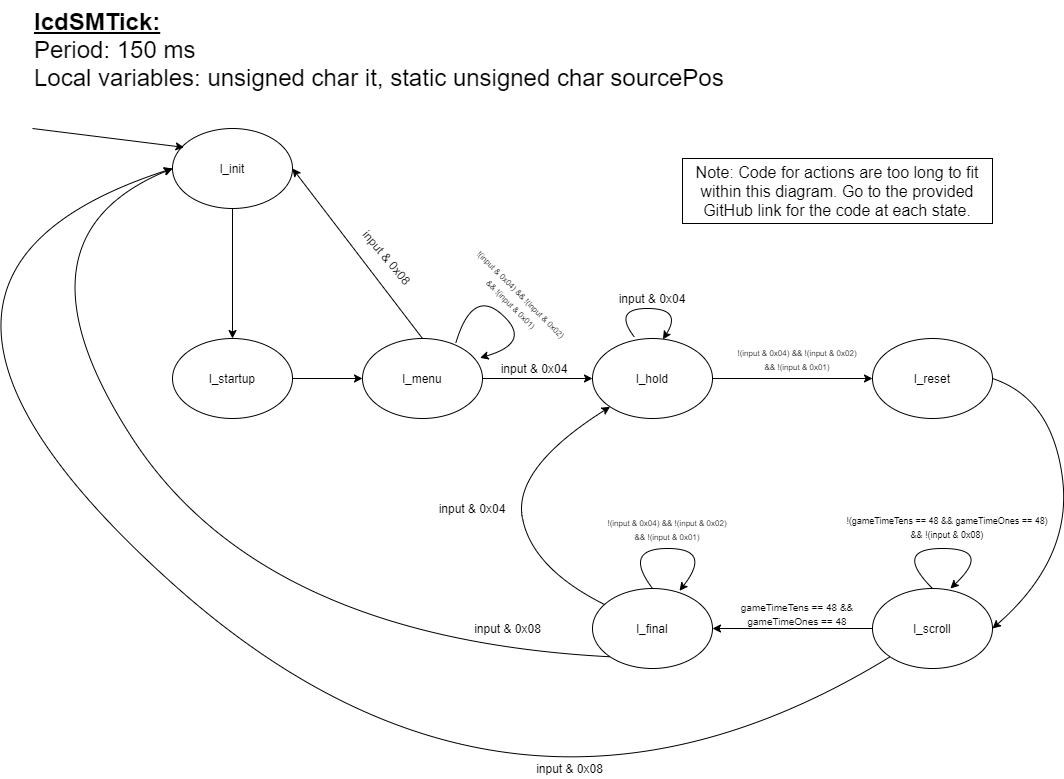 lcdSMTick:
Period: 150 ms
Local variables: unsigned char it, static unsigned char sourcePos
l_init
Note: Code for actions are too long to fit
within this diagram. Go to the provided
GitHub link for the code at each state.
input & 0x08
!(input & 0x04) && !(input & 0x02)
&& !(input & 0x01)
input & 0x04
l_startup
l_menu
input & 0x04
l_hold
!(input & 0x04) && !(input & 0x02)
&& !(input & 0x01)
l_reset
input & 0x04
!(input & 0x04) && !(input & 0x02)
&& !(input & 0x01)
!(gameTimeTens == 48 && gameTimeOnes == 48)
&& !(input & 0x08)
input & 0x08
l_final
gameTimeTens == 48 &&
gameTimeOnes == 48
l_scroll
input & 0x08